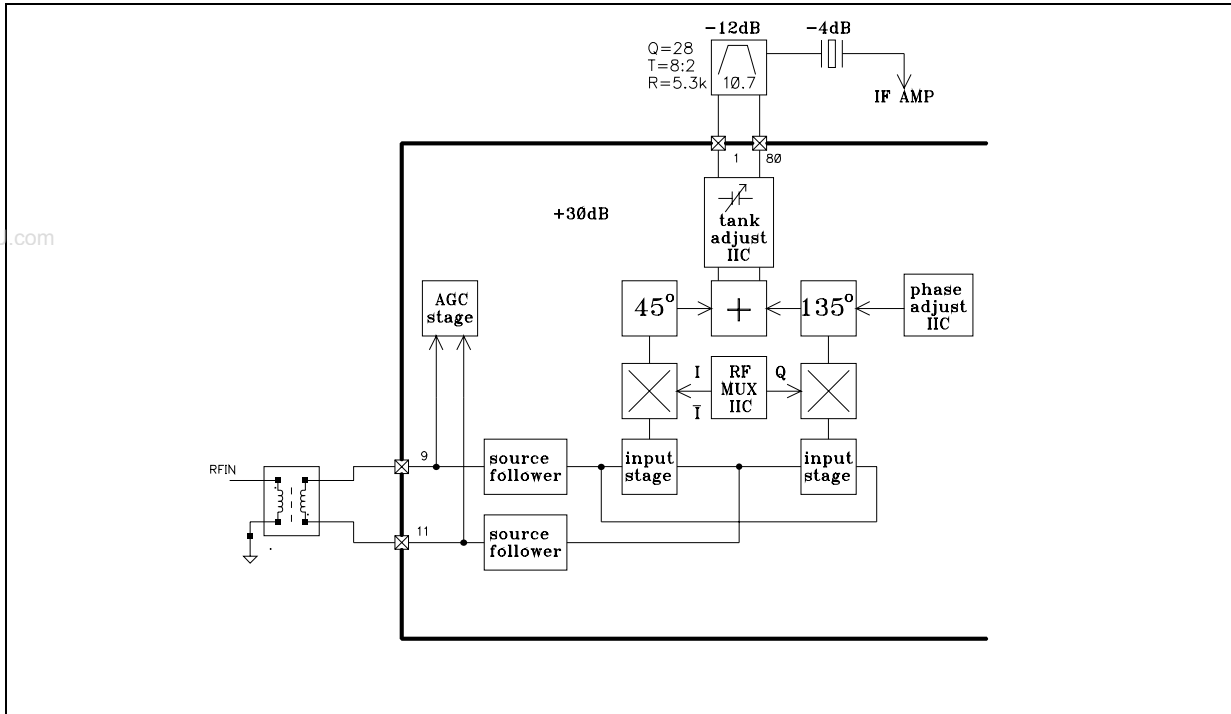 -12dB
-4dB
Q=28
T=8:2
R=5.3k
10.7
IF AMP
1
80
+30dB
tank
adjust
IIC
J.com
AGC
stage
45°
+
135°
phase
adjust
IIC
I
RF
MUX
IIC
Q
I̅
9
source
follower
input
stage
input
stage
RFIN
11
source
follower